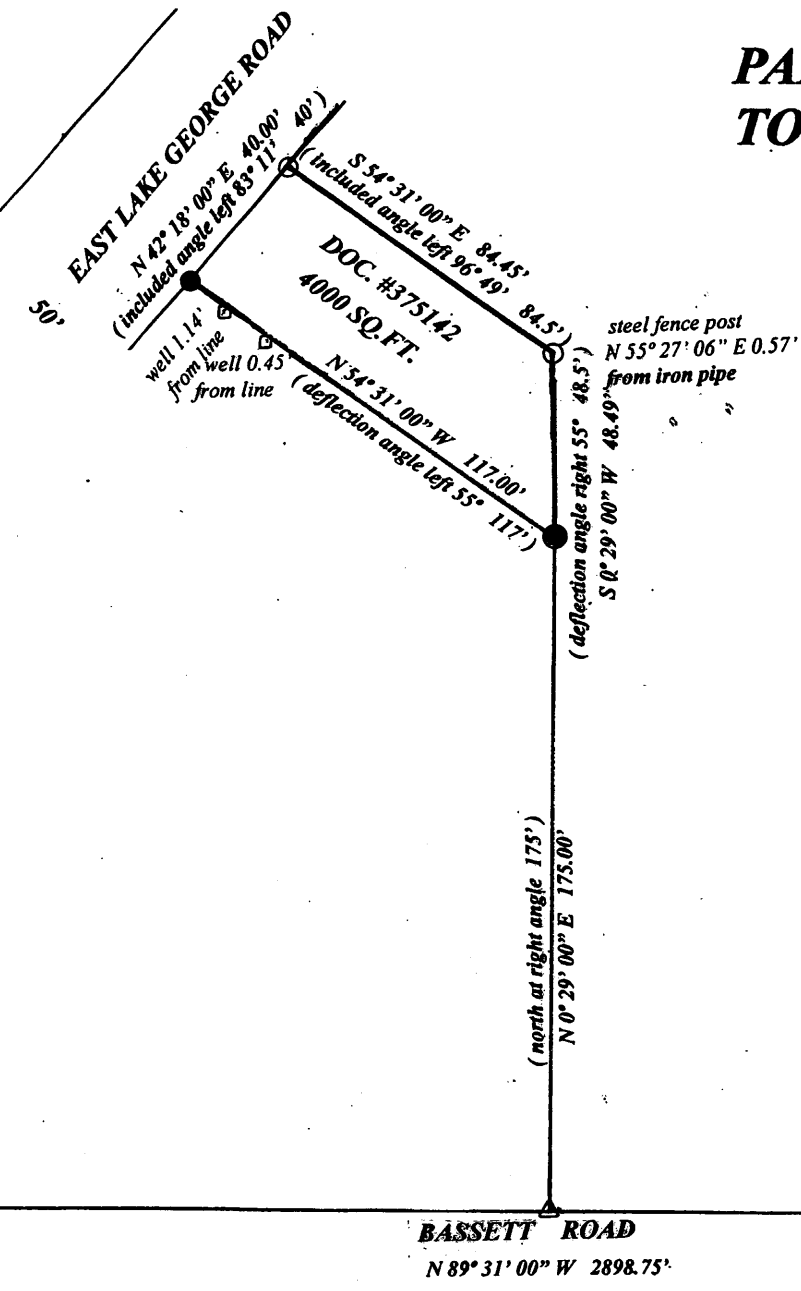 PA
TO
EAST LAKE GEORGE ROAD
50'
N 42° 18' 00" E 40.00'
( included angle left 83° 11' 40' )
S 54° 31' 00" E 84.45'
( included angle left 96° 49' 84.5' )
DOC. #375142
4000 SQ. FT.
steel fence post
N 55° 27' 06" E 0.57'
from iron pipe
well 1.14'
from line
well 0.45'
from line
N 54° 31' 00" W 117.00'
( deflection angle left 55° 117' )
( deflection angle right 55° 48.5' )
S 0° 29' 00" W 48.49'
( north at right angle 175' )
N 0° 29' 00" E 175.00'
BASSETT ROAD
N 89° 31' 00" W 2898.75'